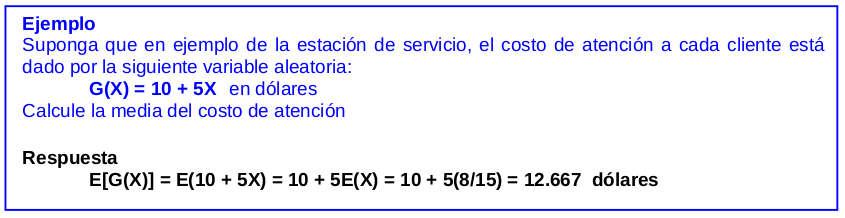 Ejemplo
Suponga que en ejemplo de la estación de servicio, el costo de atención a cada cliente está
dado por la siguiente variable aleatoria:
G(X) = 10 + 5X en dólares
Calcule la media del costo de atención
Respuesta
E[G(X)] = E(10 + 5X) = 10 + 5E(X) = 10 + 5(8/15) = 12.667 dólares